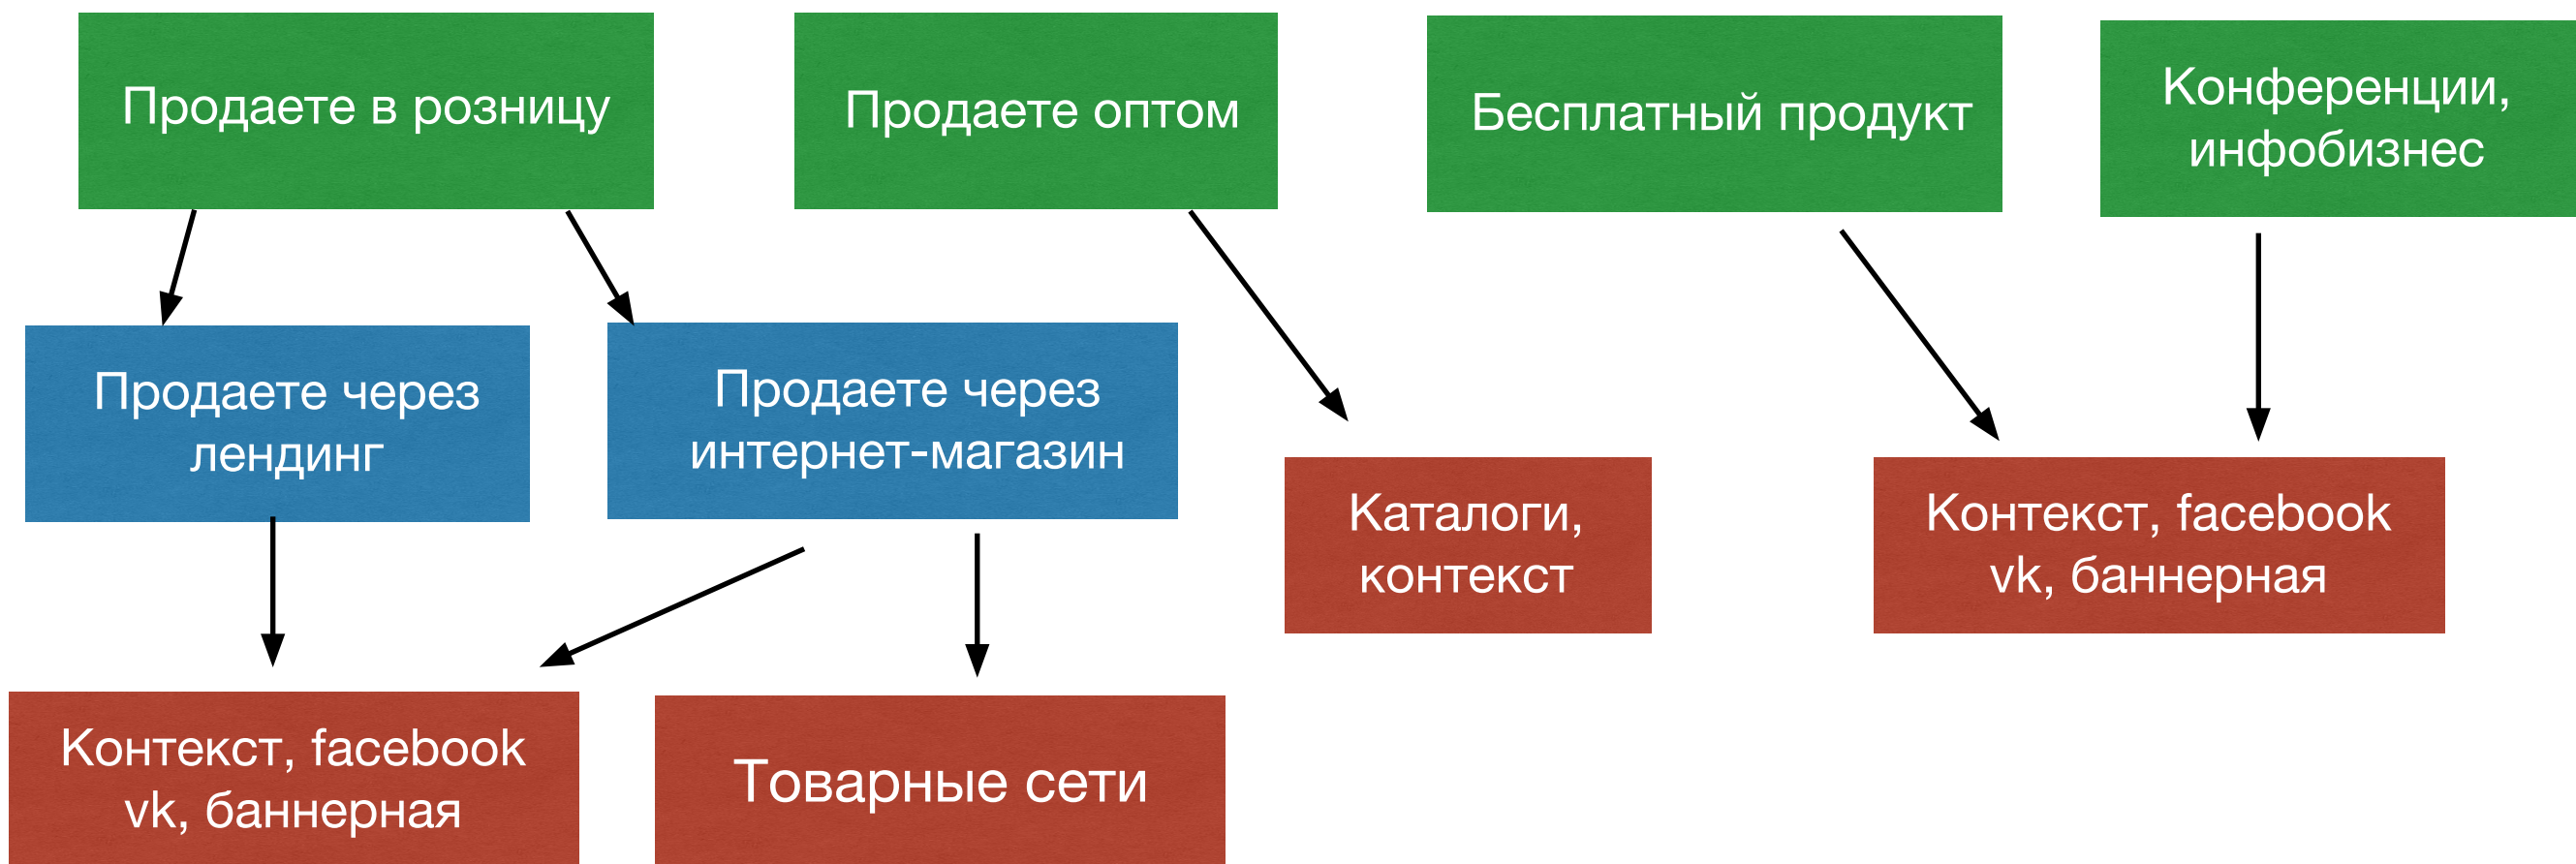 Продаете в розницу
Продаете оптом
Бесплатный продукт
Конференции,
инфобизнес
Продаете через
лендинг
Продаете через
интернет-магазин
Каталоги,
контекст
Контекст, facebook
vk, баннерная
Контекст, facebook
vk, баннерная
Товарные сети